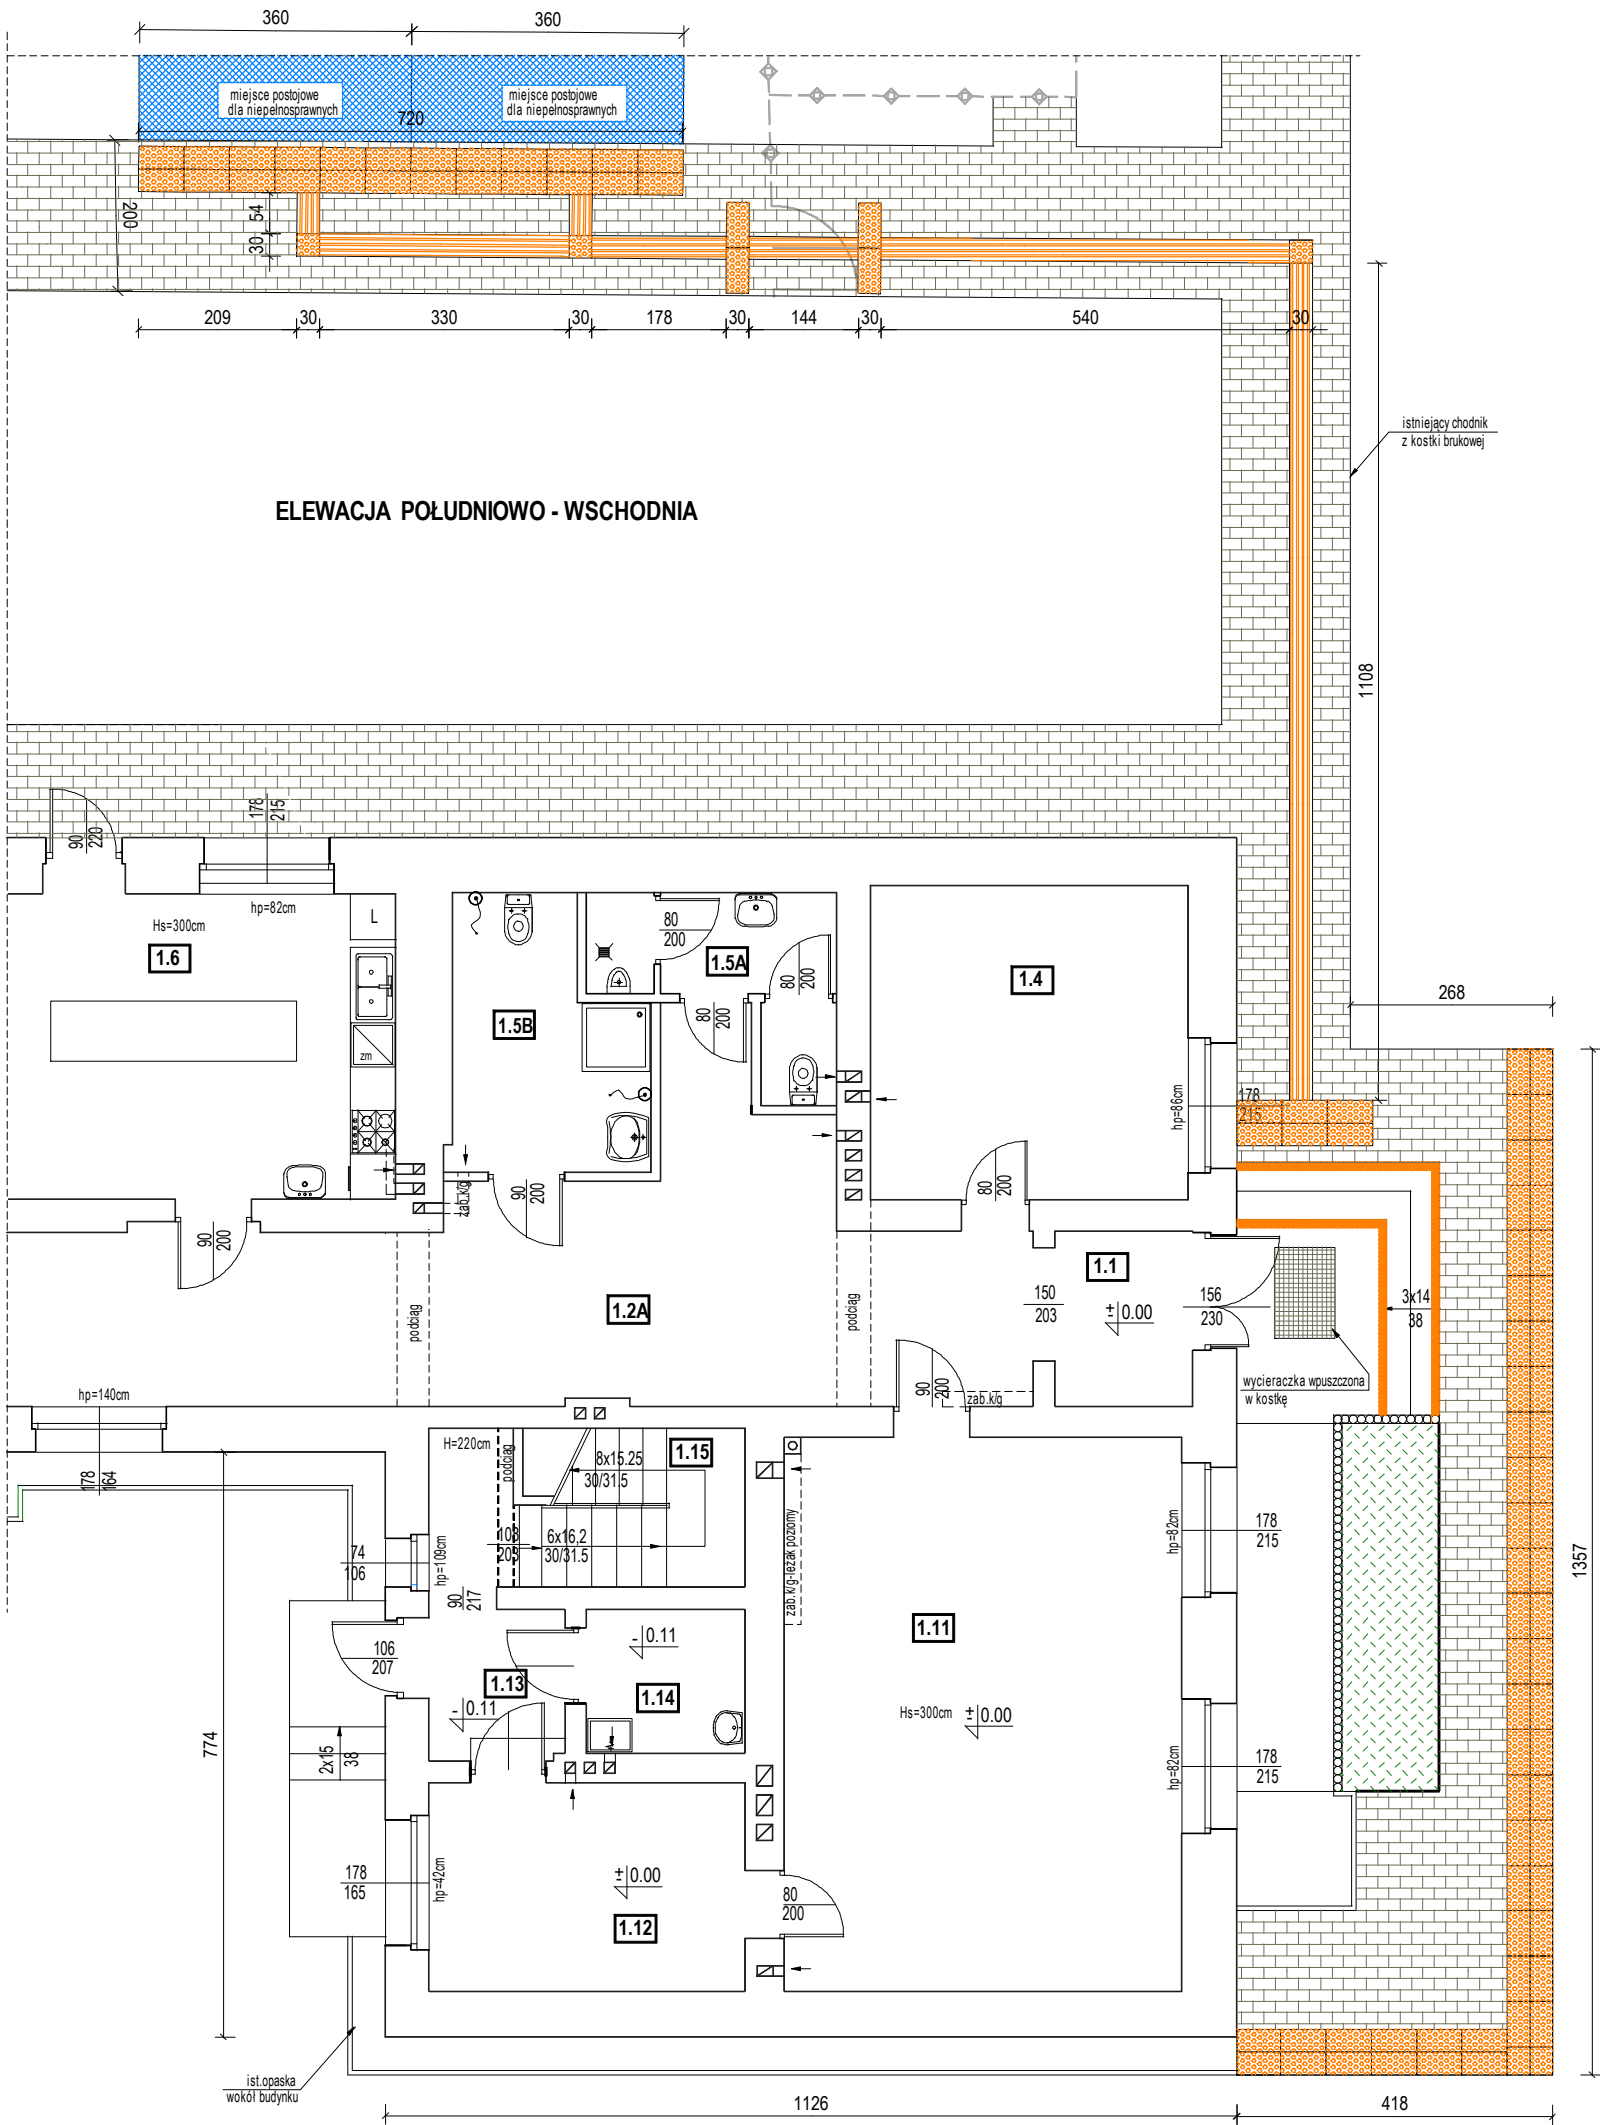 360
360
miejsce postojowe
dla niepełnosprawnych
miejsce postojowe
dla niepełnosprawnych
720
200
54
30
209
30
330
30
178
30
144
30
540
30
istniejący chodnik
z kostki brukowej
ELEWACJA POŁUDNIOWO - WSCHODNIA
1108
268
90
220
178
215
hp=82cm
Hs=300cm
1.6
L
zm
1.5B
80
200
1.5A
80
200
80
200
1.4
hp=86cm
178
215
80
200
90
200
zab.k/g
90
200
podciąg
1.2A
podciąg
1.1
150
203
±0.00
156
230
3x14
38
wycieraczka wpuszczona
w kostkę
90
200
zab.k/g
hp=140cm
178
164
H=220cm
podciąg
8x15.25
30/31.5
1.15
103
205
6x16,2
30/31.5
74
106
hp=109cm
90
217
zab.k/g-leżak poziomy
hp=82cm
178
215
1357
106
207
-0.11
1.13
-0.11
1.14
1.11
Hs=300cm
±0.00
774
2x15
38
hp=82cm
178
215
178
165
hp=42cm
±0.00
1.12
80
200
ist.opaska
wokół budynku
1126
418